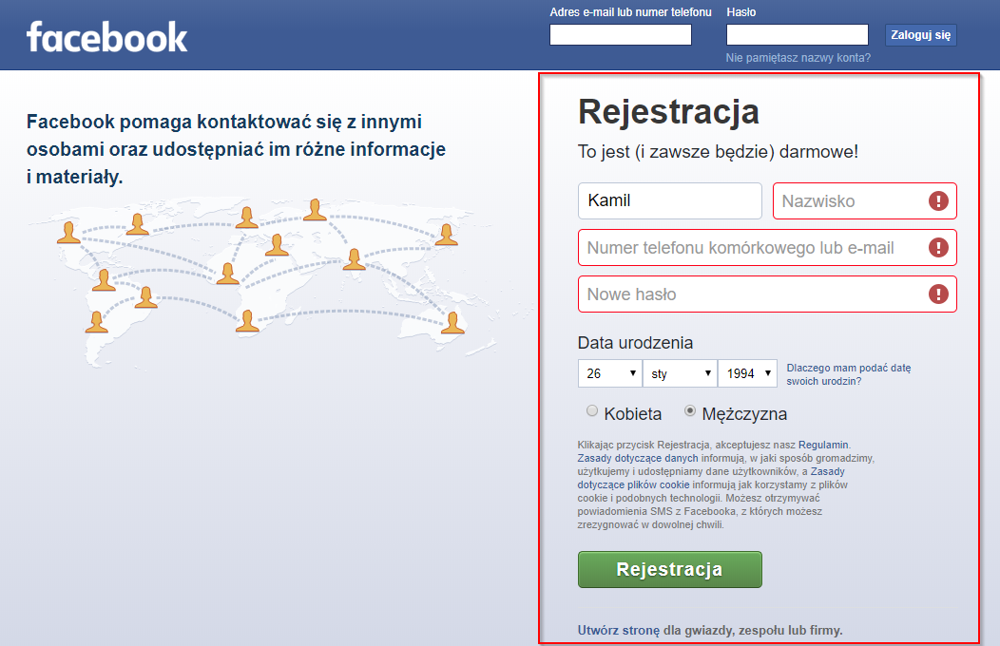 facebook
Adres e-mail lub numer telefonu
Hasło
Zaloguj się
Nie pamiętasz nazwy konta?
Facebook pomaga kontaktować się z innymi
osobami oraz udostępniać im różne informacje
i materiały.
Rejestracja
To jest (i zawsze będzie) darmowe!
Kamil
Nazwisko
Numer telefonu komórkowego lub e-mail
Nowe hasło
Data urodzenia
26 sty 1994
Dlaczego mam podać datę
swoich urodzin?
Kobieta Mężczyzna
Klikając przycisk Rejestracja, akceptujesz nasz Regulamin.
Zasady dotyczące danych informują, w jaki sposób gromadzimy,
użytkujemy i udostępniamy dane użytkowników, a Zasady
dotyczące plików cookie informują jak korzystamy z plików
cookie i podobnych technologii. Możesz otrzymywać
powiadomienia SMS z Facebooka, z których możesz
zrezygnować w dowolnej chwili.
Rejestracja
Utwórz stronę dla gwiazdy, zespołu lub firmy.